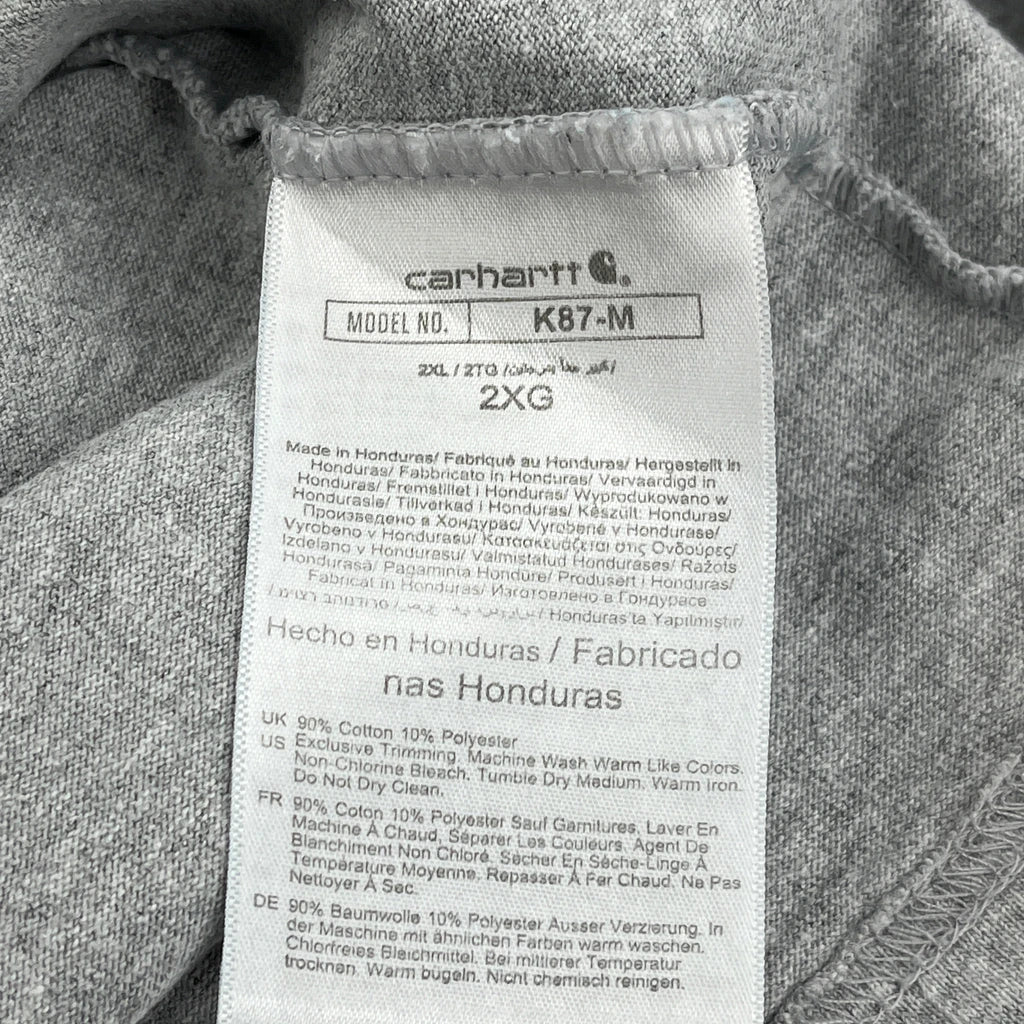 carhartt
MODEL NO. K87-M
2XL / 2TG /
2XG
Made in Honduras/ Fabriqué au Honduras/ Hergestellt in
Honduras/ Fabbricato in Honduras/ Vervaardigd in
Honduras/ Fremstillet i Honduras/ Wyprodukowano w
Hondurasie/ Tillverkad i Honduras/ Készült: Honduras/
Произведено в Хондурас/ Vyrobené v Hondurase/
Vyrobeno v Hondurasu/ Κατασκευάζεται στις Ονδούρες/
Izdelano v Hondurasu/ Valmistatud Hondurases/ Ražots
Hondurasa/ Pagaminta Hondūre/ Produsert i Honduras/
Fabricat in Honduras/ Изготовлено в Гондурасе
/ Honduras'ta Yapılmıştır/
Hecho en Honduras / Fabricado
nas Honduras
UK 90% Cotton 10% Polyester
US Exclusive Trimming. Machine Wash Warm Like Colors.
Non-Chlorine Bleach. Tumble Dry Medium. Warm Iron.
Do Not Dry Clean.
FR 90% Coton 10% Polyester Sauf Garnitures. Laver En
Machine À Chaud. Séparer Les Couleurs. Agent De
Blanchiment Non Chloré. Sécher En Sèche-Linge À
Température Moyenne. Repasser À Fer Chaud. Ne Pas
Nettoyer À Sec.
DE 90% Baumwolle 10% Polyester Ausser Verzierung. In
der Maschine mit ähnlichen Farben warm waschen.
Chlorfreies Bleichmittel. Bei mittlerer Temperatur
trocknen. Warm bügeln. Nicht chemisch reinigen.